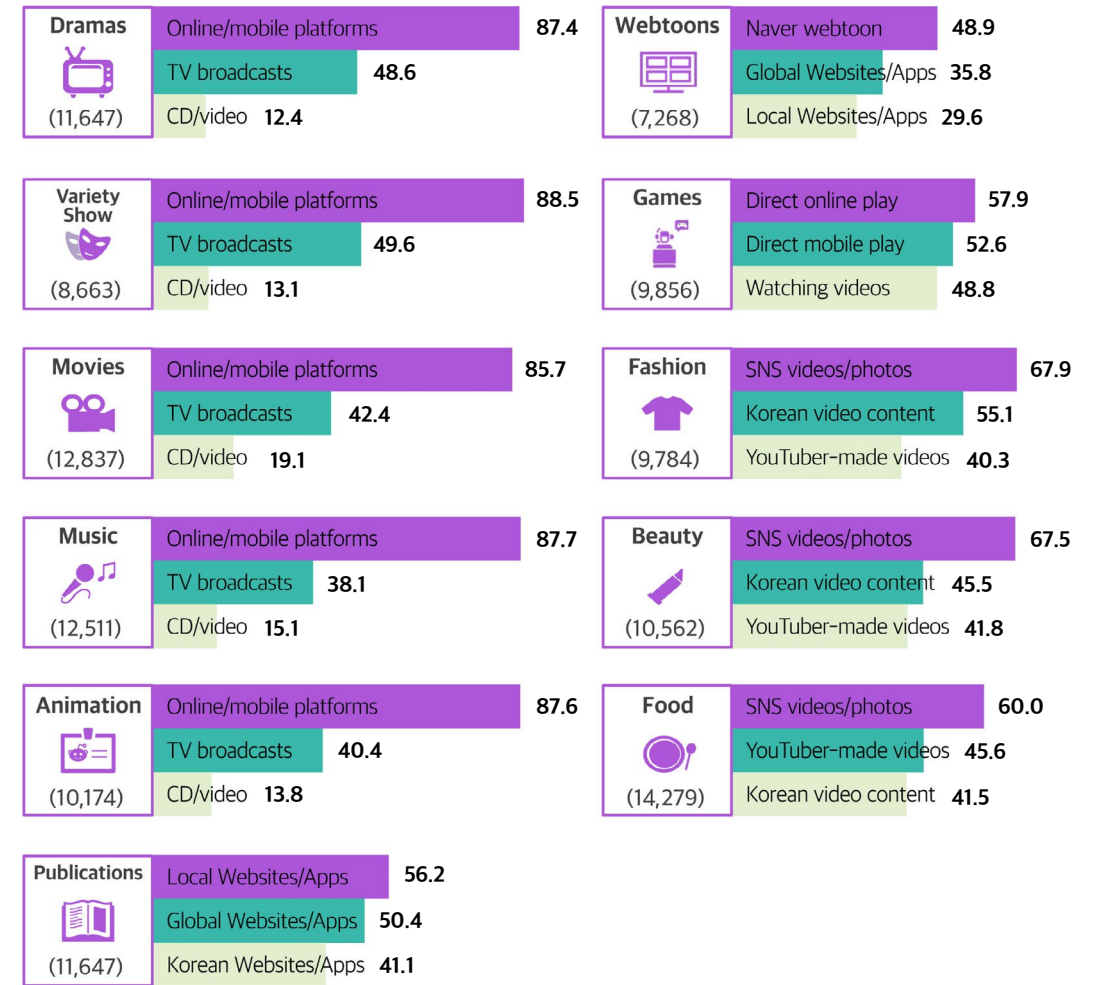 Dramas
(11,647)
Online/mobile platforms 87.4
TV broadcasts 48.6
CD/video 12.4
Variety
Show
(8,663)
Online/mobile platforms 88.5
TV broadcasts 49.6
CD/video 13.1
Movies
(12,837)
Online/mobile platforms 85.7
TV broadcasts 42.4
CD/video 19.1
Music
(12,511)
Online/mobile platforms 87.7
TV broadcasts 38.1
CD/video 15.1
Animation
(10,174)
Online/mobile platforms 87.6
TV broadcasts 40.4
CD/video 13.8
Publications
(11,647)
Local Websites/Apps 56.2
Global Websites/Apps 50.4
Korean Websites/Apps 41.1
Webtoons
(7,268)
Naver webtoon 48.9
Global Websites/Apps 35.8
Local Websites/Apps 29.6
Games
(9,856)
Direct online play 57.9
Direct mobile play 52.6
Watching videos 48.8
Fashion
(9,784)
SNS videos/photos 67.9
Korean video content 55.1
YouTuber-made videos 40.3
Beauty
(10,562)
SNS videos/photos 67.5
Korean video content 45.5
YouTuber-made videos 41.8
Food
(14,279)
SNS videos/photos 60.0
YouTuber-made videos 45.6
Korean video content 41.5